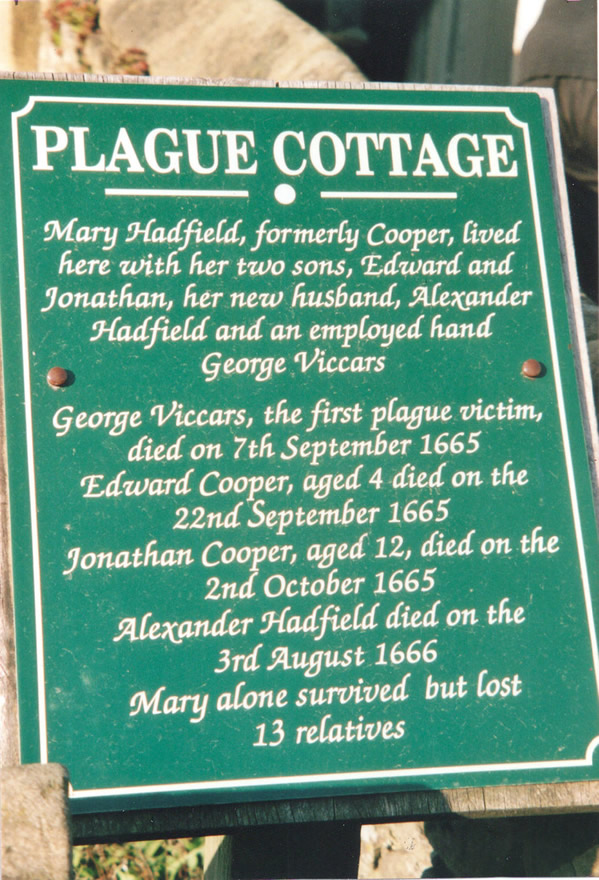 PLAGUE COTTAGE
Mary Hadfield, formerly Cooper, lived
here with her two sons, Edward and
Jonathan, her new husband, Alexander
Hadfield and an employed hand
George Viccars
George Viccars, the first plague victim,
died on 7th September 1665
Edward Cooper, aged 4 died on the
22nd September 1665
Jonathan Cooper, aged 12, died on the
2nd October 1665
Alexander Hadfield died on the
3rd August 1666
Mary alone survived but lost
13 relatives